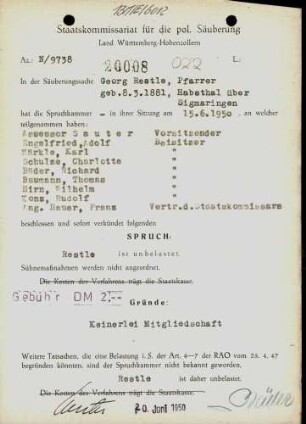 Staatskommissariat für die pol. Säuberung
Land Württemberg-Hohenzollern
Az.: N/9738
20008 022 L:
In der Säuberungssache Georg Restle, Pfarrer
geb.8.3.1881, Habsthal über
Sigmaringen
hat die Spruchkammer – in ihrer Sitzung am 15.6.1950 , an welcher
teilgenommen haben:
Assessor Sauter Vorsitzender
Engelfried,Adolf Beisitzer
Märkle, Karl "
Schulze, Charlotte "
Bäder, Richard "
Baumann, Thomas "
Birn, Wilhelm "
Kons, Rudolf "
Ang. Hauer, Franz Vertr.d.Staatskommissars
beschlossen und sofort verkündet folgenden
SPRUCH:
Restle ist unbelastet.
Sühnemaßnahmen werden nicht angeordnet.
Die Kosten des Verfahrens trägt die Staatskasse.
Gebühr DM 2.--
Gründe:
Keinerlei Mitgliedschaft
Weitere Tatsachen, die eine Belastung i.S. der Art. 4–7 der RAO vom 25. 4. 47
begründen könnten, sind der Spruchkammer nicht bekannt geworden.
Restle ist daher unbelastet.
Die Kosten des Verfahrens trägt die Staatskasse.
20. Juni 1950